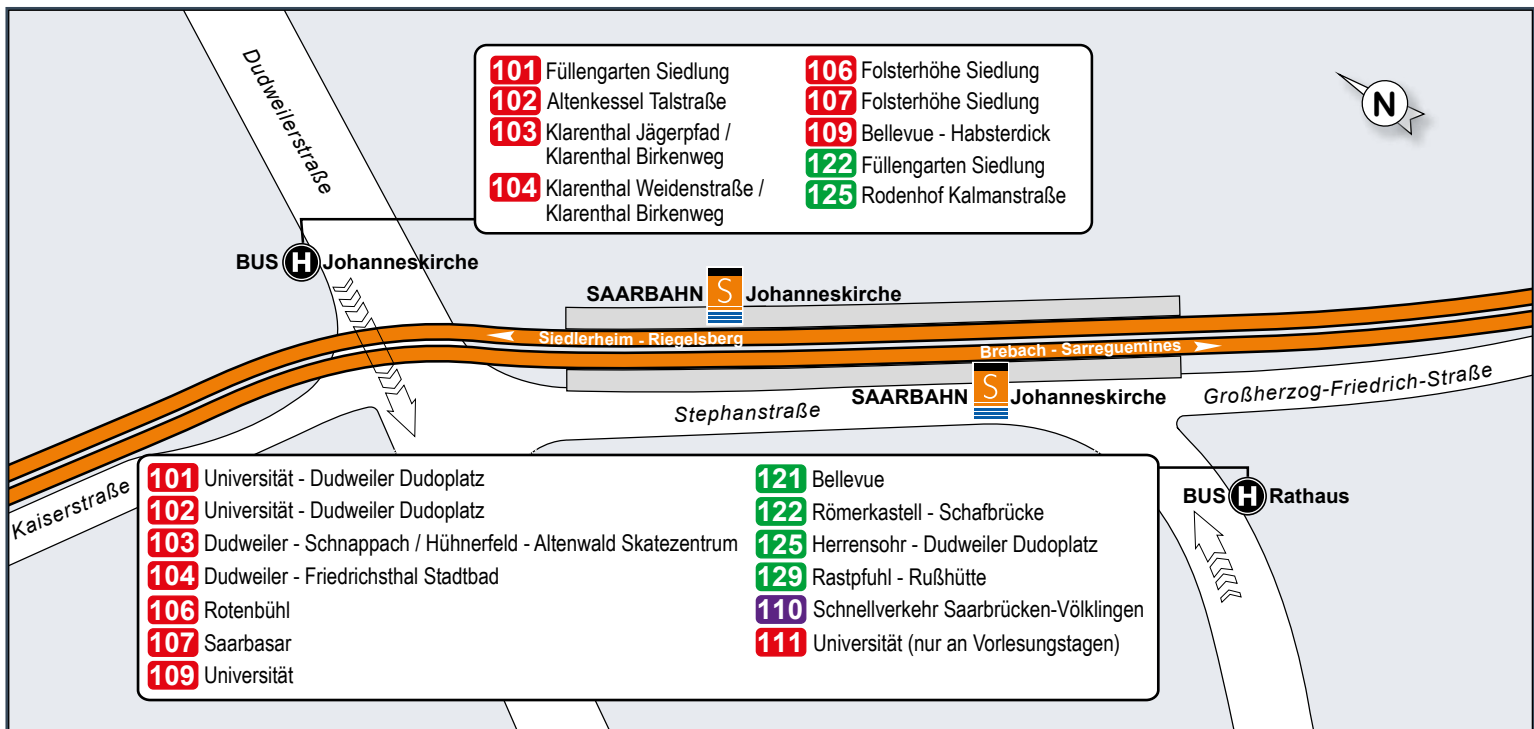 Dudweilerstraße
101 Füllengarten Siedlung
102 Altenkessel Talstraße
103 Klarenthal Jägerpfad /
Klarenthal Birkenweg
104 Klarenthal Weidenstraße /
Klarenthal Birkenweg
106 Folsterhöhe Siedlung
107 Folsterhöhe Siedlung
109 Bellevue - Habsterdick
122 Füllengarten Siedlung
125 Rodenhof Kalmanstraße
N
BUS H Johanneskirche
SAARBAHN S Johanneskirche
Siedlerheim - Riegelsberg
Brebach - Sarreguemines
SAARBAHN S Johanneskirche
Stephanstraße
Großherzog-Friedrich-Straße
Kaiserstraße
101 Universität - Dudweiler Dudoplatz
102 Universität - Dudweiler Dudoplatz
103 Dudweiler - Schnappach / Hühnerfeld - Altenwald Skatezentrum
104 Dudweiler - Friedrichsthal Stadtbad
106 Rotenbühl
107 Saarbasar
109 Universität
121 Bellevue
122 Römerkastell - Schafbrücke
125 Herrensohr - Dudweiler Dudoplatz
129 Rastpfuhl - Rußhütte
110 Schnellverkehr Saarbrücken-Völklingen
111 Universität (nur an Vorlesungstagen)
BUS H Rathaus